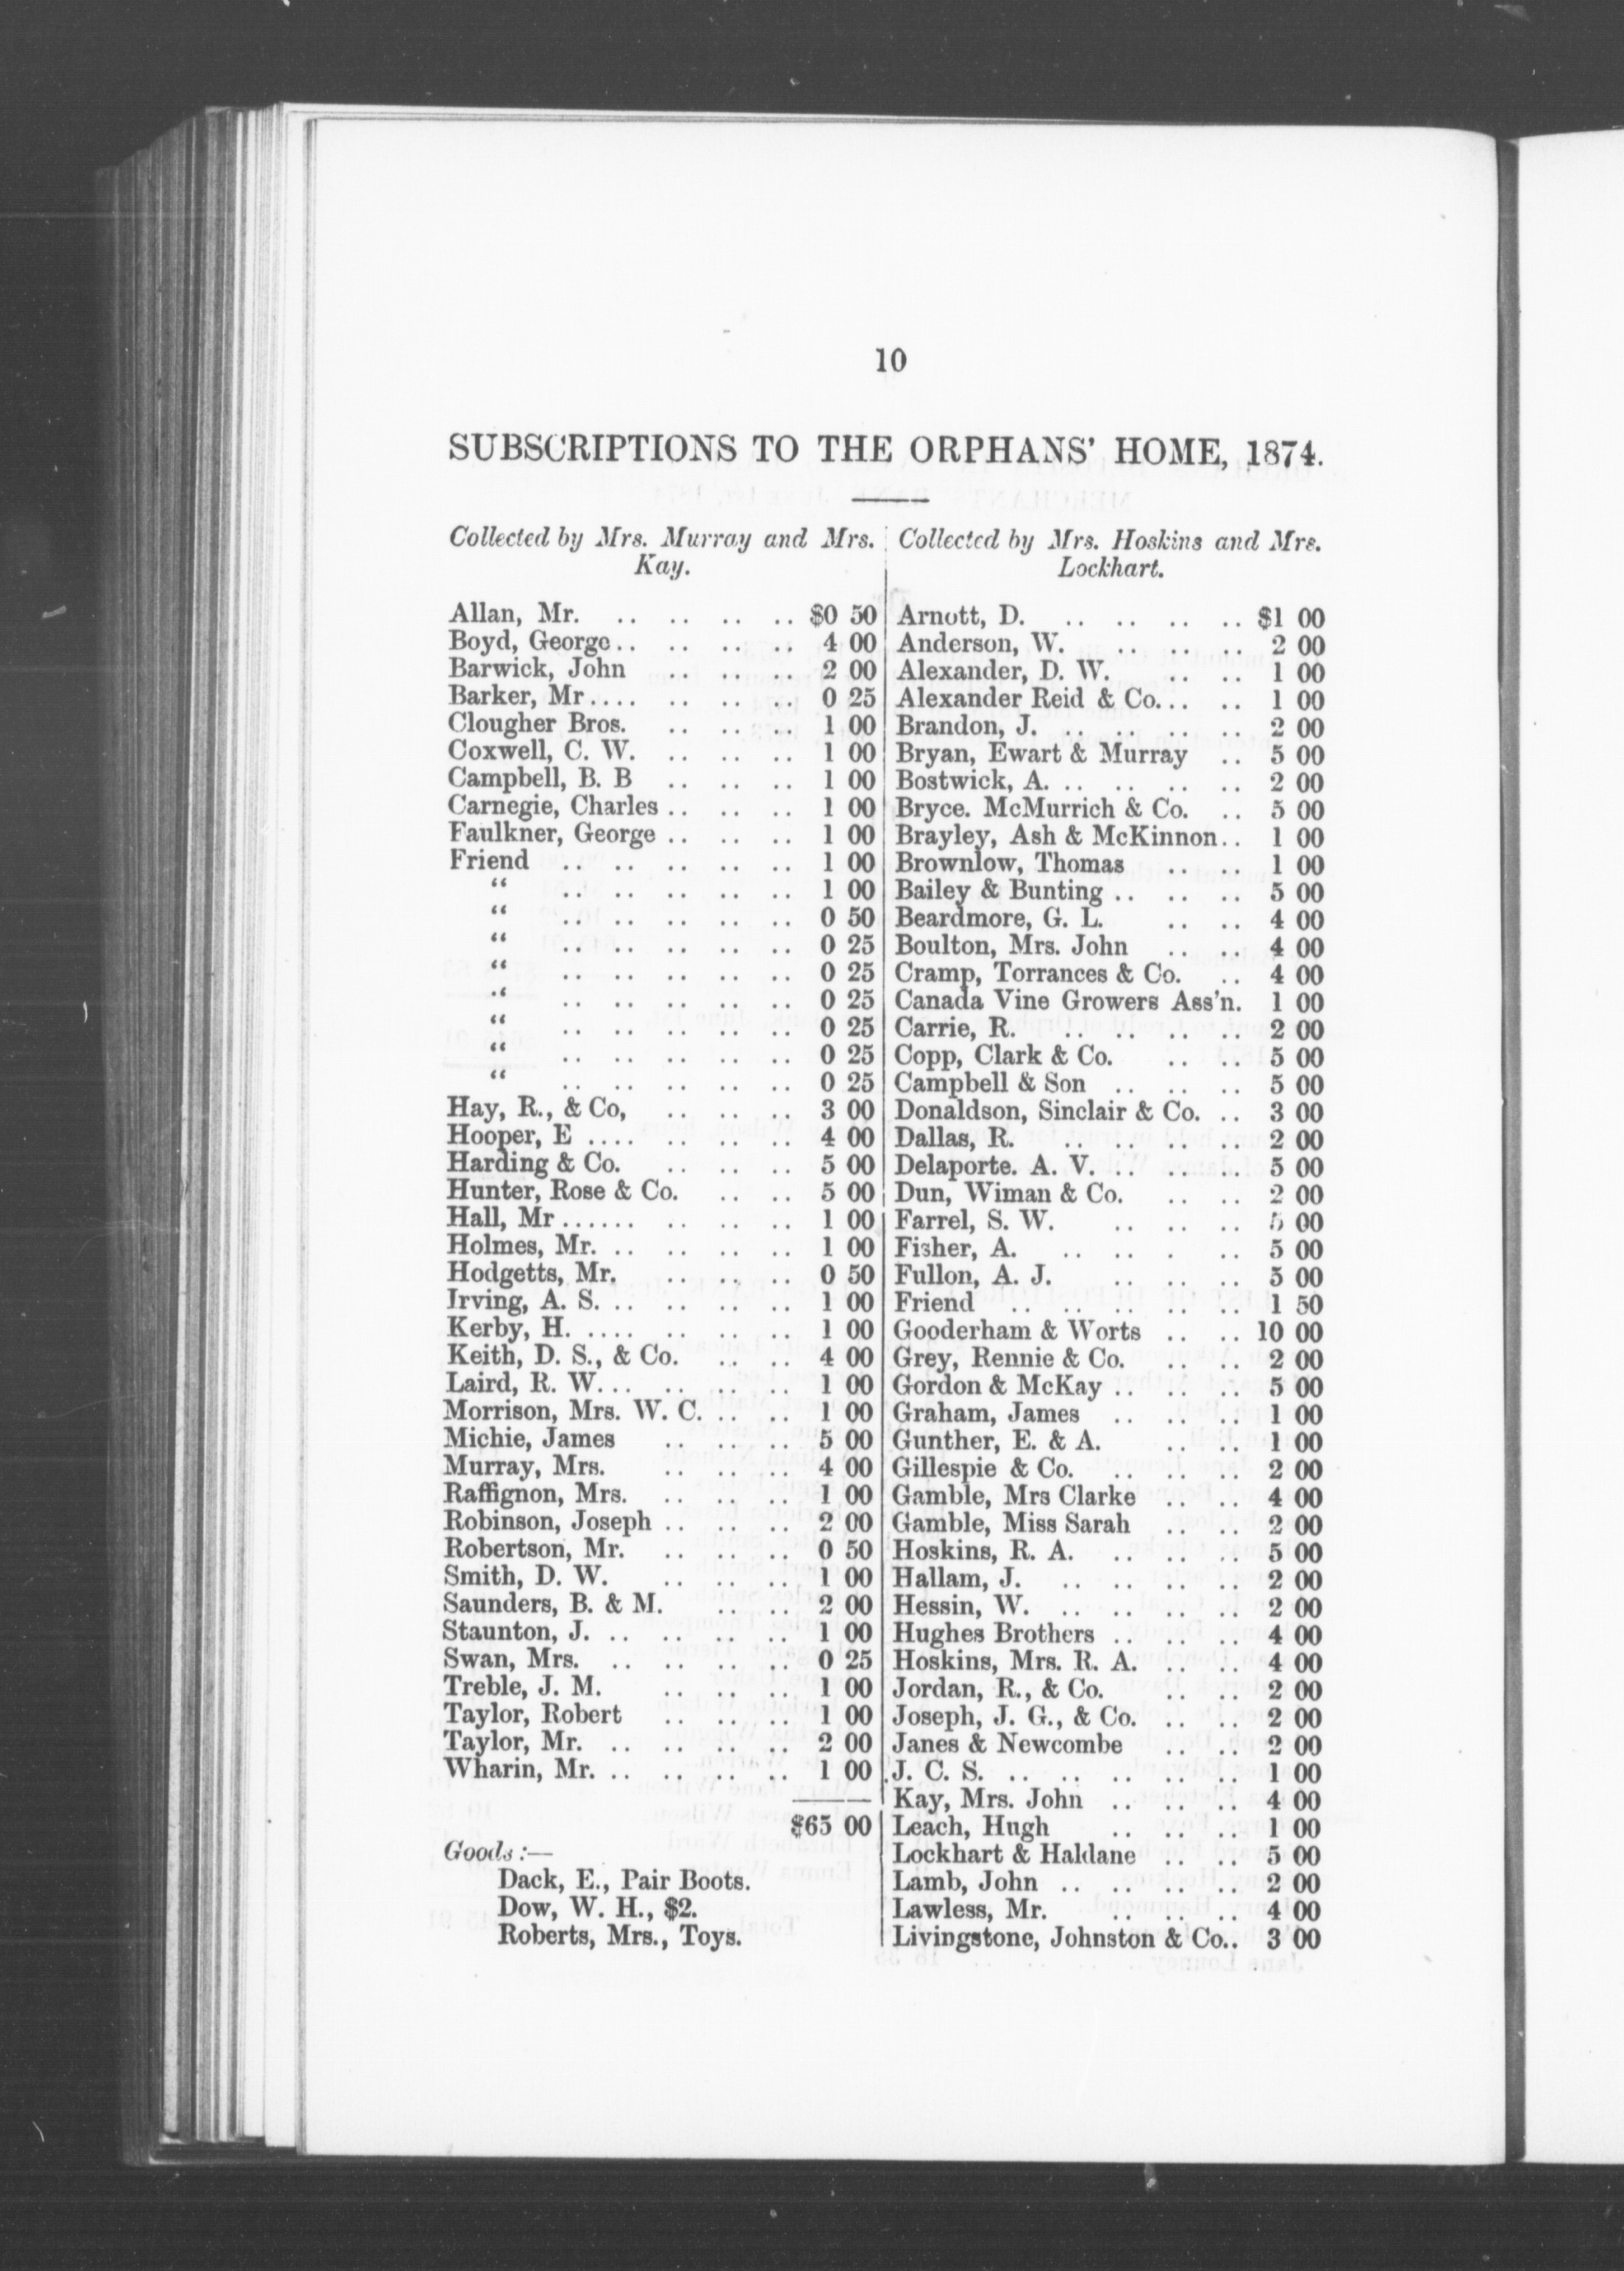 10
SUBSCRIPTIONS TO THE ORPHANS' HOME, 1874.
Collected by Mrs. Murray and Mrs.
Kay.
Allan, Mr. .. .. .. .. $0 50
Boyd, George.. .. .. .. 4 00
Barwick, John .. .. .. 2 00
Barker, Mr .... .. .. .. 0 25
Clougher Bros. .. .. .. 1 00
Coxwell, C. W. .. .. .. 1 00
Campbell, B. B .. .. .. 1 00
Carnegie, Charles .. .. .. 1 00
Faulkner, George .. .. .. 1 00
Friend .. .. .. .. .. 1 00
“ .. .. .. .. .. 1 00
“ .. .. .. .. .. 0 50
“ .. .. .. .. .. 0 25
“ .. .. .. .. .. 0 25
“ .. .. .. .. .. 0 25
“ .. .. .. .. .. 0 25
“ .. .. .. .. .. 0 25
“ .. .. .. .. .. 0 25
Hay, R., & Co, .. .. .. 3 00
Hooper, E .... .. .. .. 4 00
Harding & Co. .. .. .. 5 00
Hunter, Rose & Co. .. .. 5 00
Hall, Mr ...... .. .. .. 1 00
Holmes, Mr. .. .. .. .. 1 00
Hodgetts, Mr. .. .. .. 0 50
Irving, A. S. .. .. .. .. 1 00
Kerby, H. .... .. .. .. 1 00
Keith, D. S., & Co. .. .. 4 00
Laird, R. W... .. .. .. 1 00
Morrison, Mrs. W. C. .. .. 1 00
Michie, James .. .. .. 5 00
Murray, Mrs. .. .. .. 4 00
Raffignon, Mrs. .. .. .. 1 00
Robinson, Joseph .. .. .. 2 00
Robertson, Mr. .. .. .. 0 50
Smith, D. W. .. .. .. 1 00
Saunders, B. & M. .. .. 2 00
Staunton, J. .. .. .. .. 1 00
Swan, Mrs. .. .. .. .. 0 25
Treble, J. M. .. .. .. 1 00
Taylor, Robert .. .. .. 1 00
Taylor, Mr. .. .. .. .. 2 00
Wharin, Mr. .. .. .. .. 1 00
$65 00
Goods :—
Dack, E., Pair Boots.
Dow, W. H., $2.
Roberts, Mrs., Toys.
Collected by Mrs. Hoskins and Mrs.
Lockhart.
Arnott, D. .. .. .. .. $1 00
Anderson, W. .. .. .. 2 00
Alexander, D. W. .. .. 1 00
Alexander Reid & Co... .. 1 00
Brandon, J. .. .. .. .. 2 00
Bryan, Ewart & Murray .. 5 00
Bostwick, A. .. .. .. .. 2 00
Bryce. McMurrich & Co. .. 5 00
Brayley, Ash & McKinnon.. 1 00
Brownlow, Thomas .. .. 1 00
Bailey & Bunting .. .. .. 5 00
Beardmore, G. L. .. .. 4 00
Boulton, Mrs. John .. .. 4 00
Cramp, Torrances & Co. .. 4 00
Canada Vine Growers Ass'n. 1 00
Carrie, R. .. .. .. .. 2 00
Copp, Clark & Co. .. .. 5 00
Campbell & Son .. .. .. 5 00
Donaldson, Sinclair & Co. .. 3 00
Dallas, R. .. .. .. .. 2 00
Delaporte. A. V. .. .. .. 5 00
Dun, Wiman & Co. .. .. 2 00
Farrel, S. W. .. .. .. 5 00
Fisher, A. .. .. . .. 5 00
Fullon, A. J. .. .. .. 5 00
Friend .. .. .. .. .. 1 50
Gooderham & Worts .. .. 10 00
Grey, Rennie & Co. .. .. 2 00
Gordon & McKay .. .. .. 5 00
Graham, James .. .. .. 1 00
Gunther, E. & A. .. .. 1 00
Gillespie & Co. .. .. .. 2 00
Gamble, Mrs Clarke .. .. 4 00
Gamble, Miss Sarah .. .. 2 00
Hoskins, R. A. .. .. .. 5 00
Hallam, J. .. .. .. .. 2 00
Hessin, W. .. .. .. .. 2 00
Hughes Brothers .. .. .. 4 00
Hoskins, Mrs. R. A. .. .. 4 00
Jordan, R., & Co. .. .. 2 00
Joseph, J. G., & Co. .. .. 2 00
Janes & Newcombe .. .. 2 00
J. C. S. .. .. .. .. .. 1 00
Kay, Mrs. John .. .. .. 4 00
Leach, Hugh .. .. .. 1 00
Lockhart & Haldane .. .. 5 00
Lamb, John .. .. .. .. 2 00
Lawless, Mr. .. .. .. 4 00
Livingstone, Johnston & Co.. 3 00